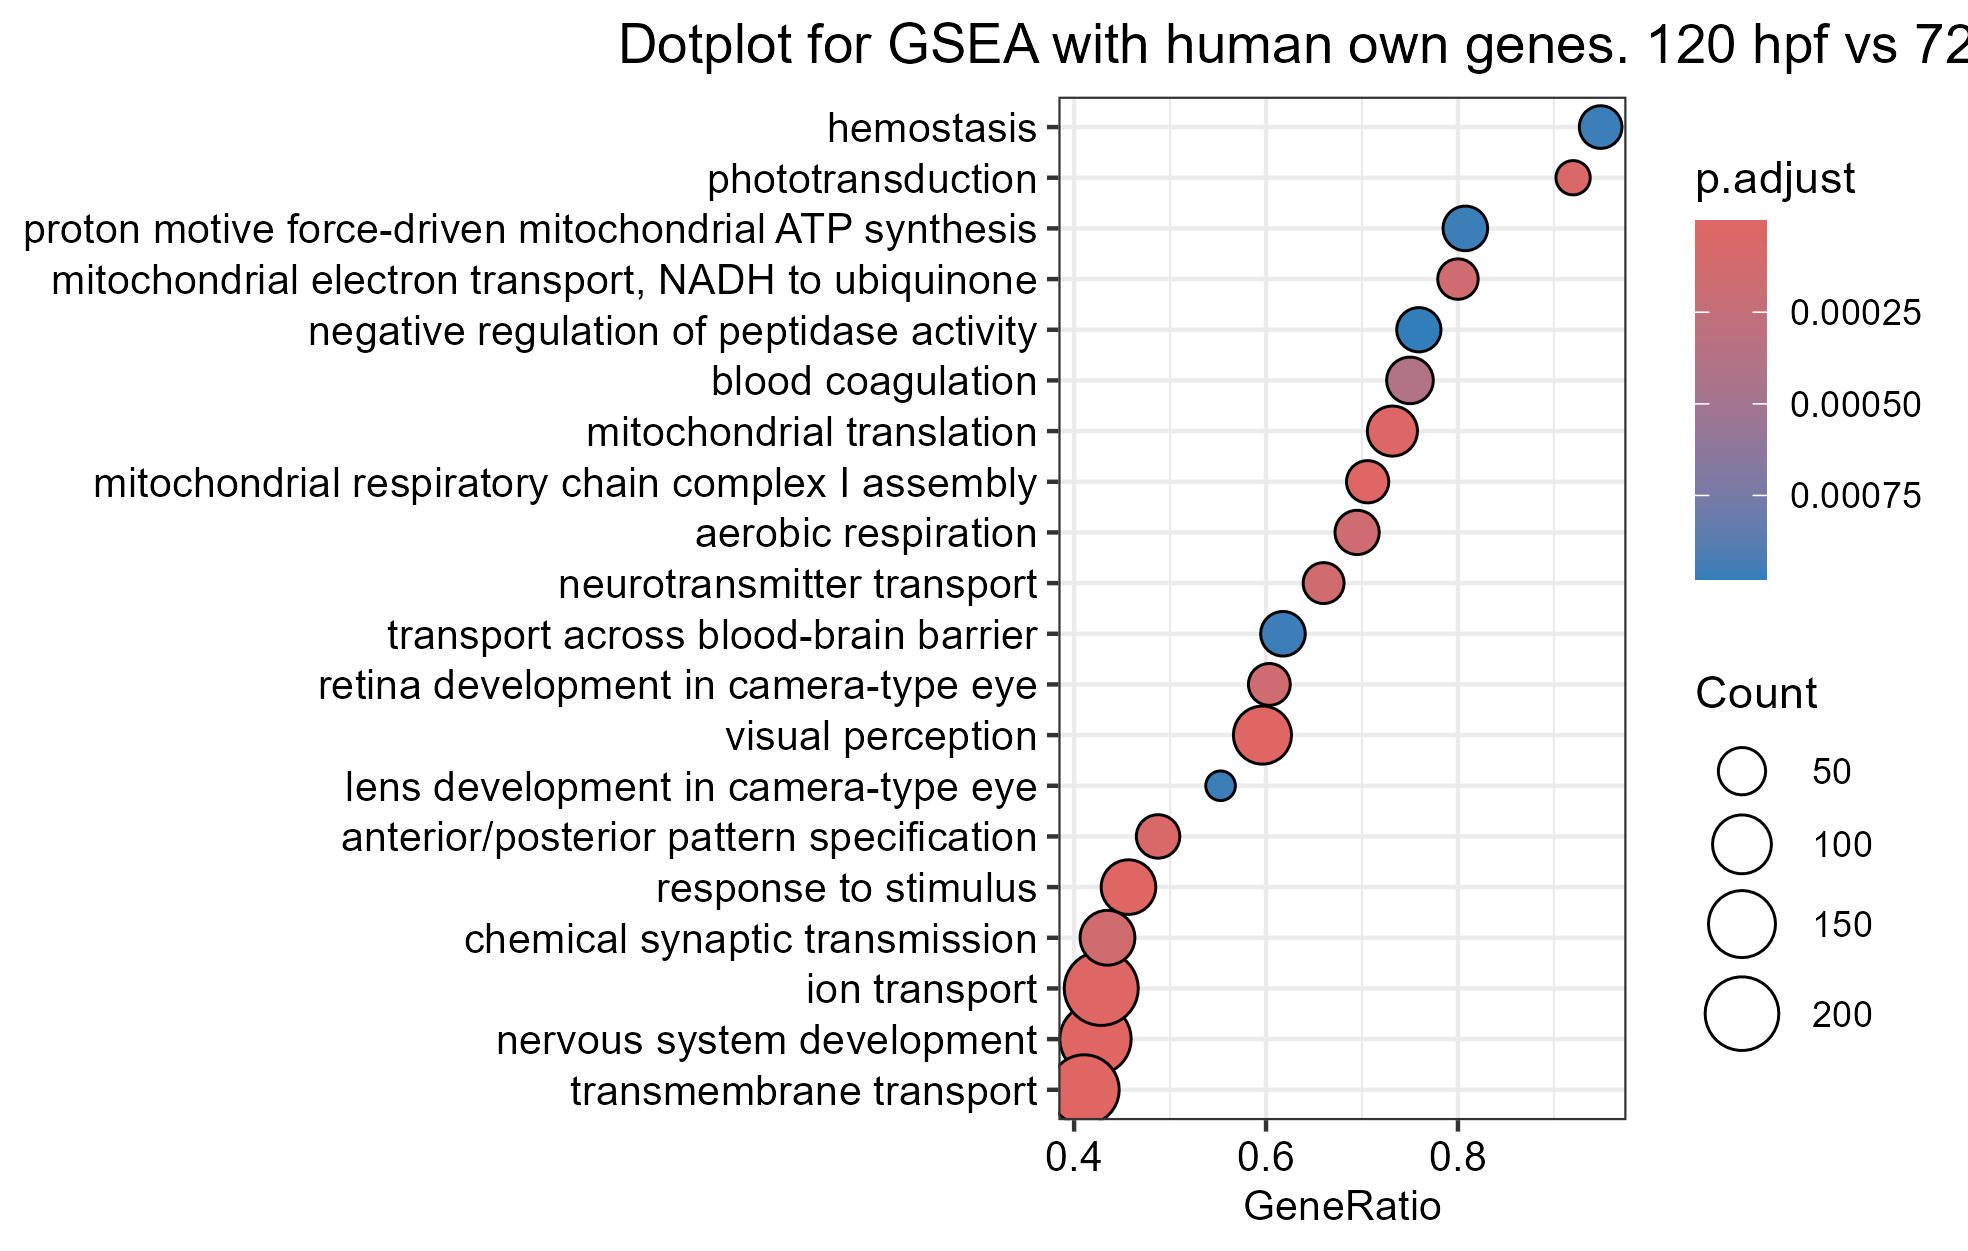 Dotplot for GSEA with human own genes. 120 hpf vs 72
hemostasis
phototransduction
proton motive force-driven mitochondrial ATP synthesis
mitochondrial electron transport, NADH to ubiquinone
negative regulation of peptidase activity
blood coagulation
mitochondrial translation
mitochondrial respiratory chain complex I assembly
aerobic respiration
neurotransmitter transport
transport across blood-brain barrier
retina development in camera-type eye
visual perception
lens development in camera-type eye
anterior/posterior pattern specification
response to stimulus
chemical synaptic transmission
ion transport
nervous system development
transmembrane transport
0.4 0.6 0.8
GeneRatio
p.adjust
0.00025
0.00050
0.00075
Count
50
100
150
200